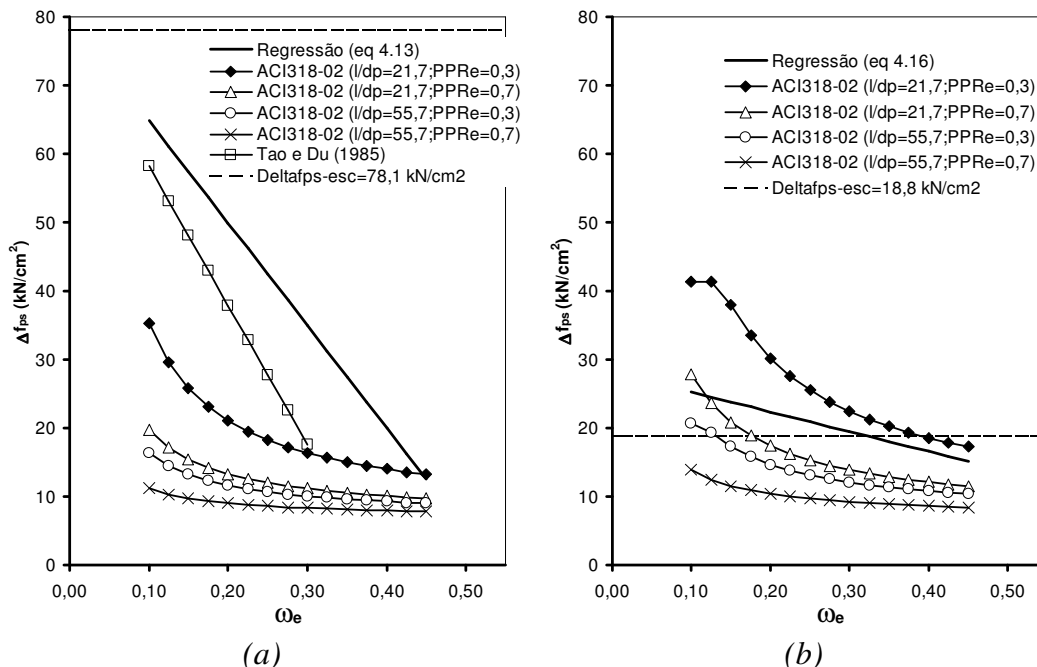 80
70
60
50
40
30
20
10
0
Δfps (kN/cm²)
Regressão (eq 4.13)
ACI318-02 (l/dp=21,7;PPRe=0,3)
ACI318-02 (l/dp=21,7;PPRe=0,7)
ACI318-02 (l/dp=55,7;PPRe=0,3)
ACI318-02 (l/dp=55,7;PPRe=0,7)
Tao e Du (1985)
Deltafps-esc=78,1 kN/cm2
0,00 0,10 0,20 0,30 0,40 0,50
ωe
(a)
80
70
60
50
40
30
20
10
0
Δfps (kN/cm²)
Regressão (eq 4.16)
ACI318-02 (l/dp=21,7;PPRe=0,3)
ACI318-02 (l/dp=21,7;PPRe=0,7)
ACI318-02 (l/dp=55,7;PPRe=0,3)
ACI318-02 (l/dp=55,7;PPRe=0,7)
Deltafps-esc=18,8 kN/cm2
0,00 0,10 0,20 0,30 0,40 0,50
ωe
(b)